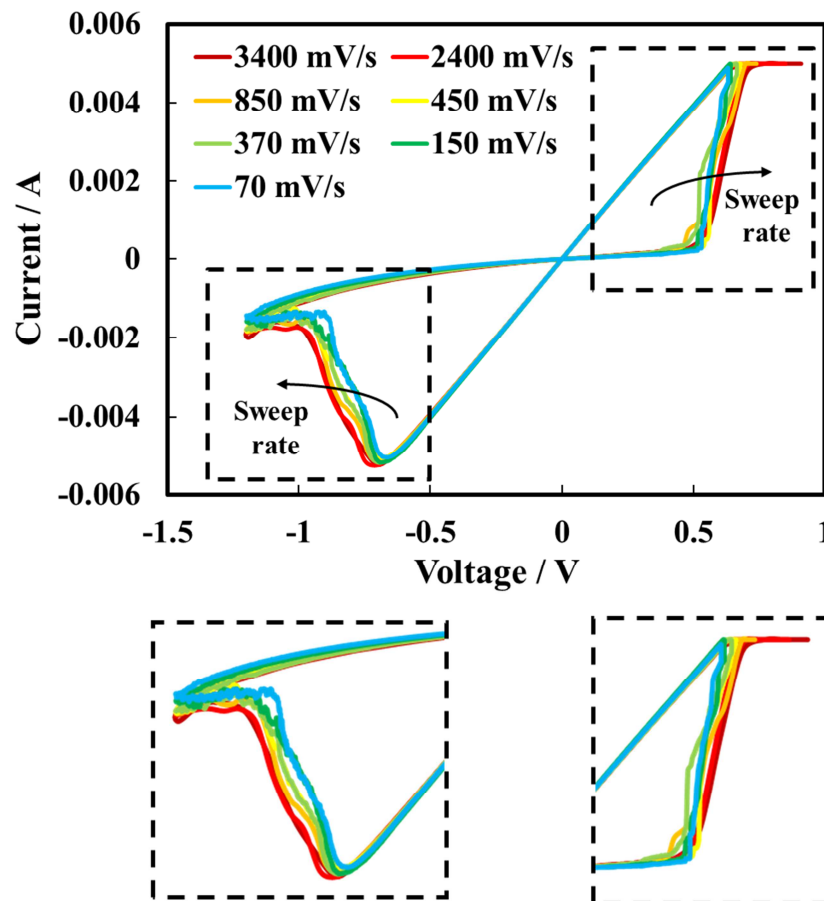 0.006
3400 mV/s 2400 mV/s
850 mV/s 450 mV/s
0.004
370 mV/s 150 mV/s
0.002
70 mV/s
Sweep
rate
Current / A
0
-0.002
-0.004
Sweep
rate
-0.006
-1.5 -1 -0.5 0 0.5 1
Voltage / V